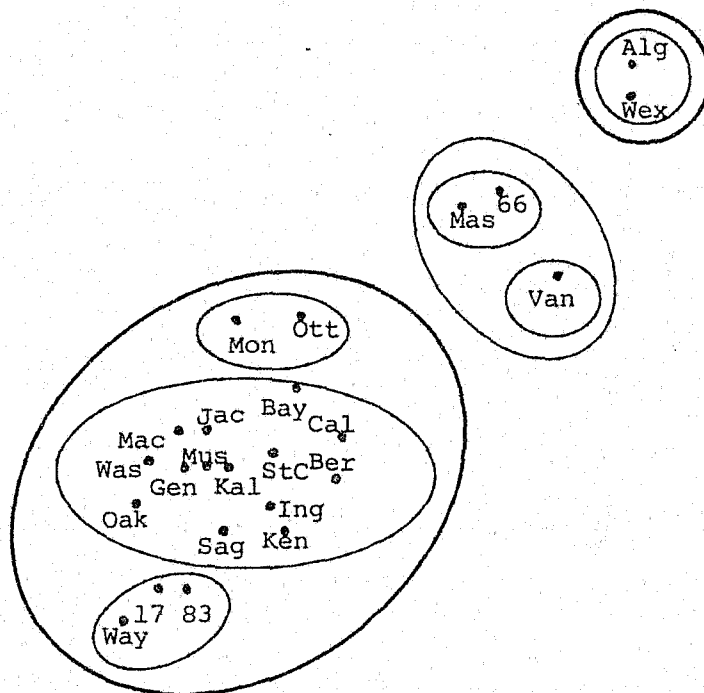 Alg
Wex
Mas 66
Van
Mon Ott
Bay
Jac Cal
Mac
Was Mus StC Ber
Gen Kal
Oak Ing
Sag Ken
17 83
Way